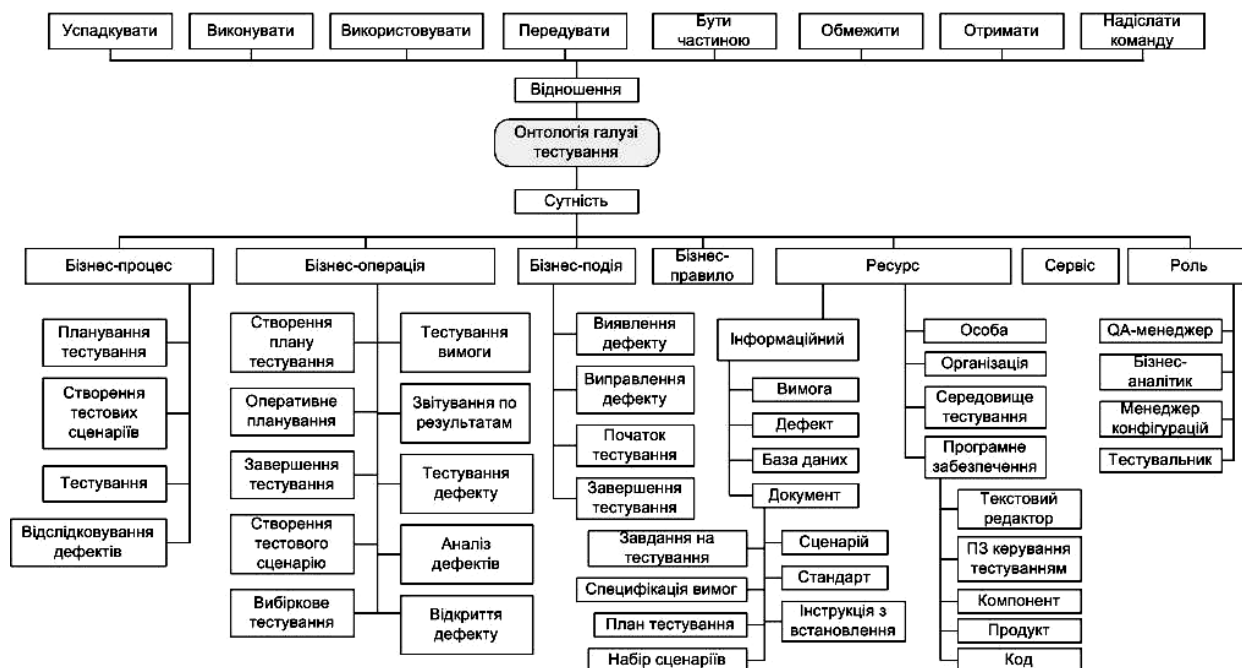 Успадкувати
Виконувати
Використовувати
Передувати
Бути
частиною
Обмежити
Отримати
Надіслати
команду
Відношення
Онтологія галузі
тестування
Сутність
Бізнес-процес
Бізнес-операція
Бізнес-подія
Бізнес-
правило
Ресурс
Сервіс
Роль
Планування
тестування
Створення
тестових
сценаріїв
Тестування
Відслідковування
дефектів
Створення
плану
тестування
Оперативне
планування
Завершення
тестування
Створення
тестового
сценарію
Вибіркове
тестування
Тестування
вимоги
Звітування по
результатам
Тестування
дефекту
Аналіз
дефектів
Відкриття
дефекту
Виявлення
дефекту
Виправлення
дефекту
Початок
тестування
Завершення
тестування
Інформаційний
Вимога
Дефект
База даних
Документ
Завдання на
тестування
Специфікація вимог
План тестування
Набір сценаріїв
Сценарій
Стандарт
Інструкція з
встановлення
Особа
Організація
Середовище
тестування
Програмне
забезпечення
Текстовий
редактор
ПЗ керування
тестуванням
Компонент
Продукт
Код
QA-менеджер
Бізнес-
аналітик
Менеджер
конфігурацій
Тестувальник